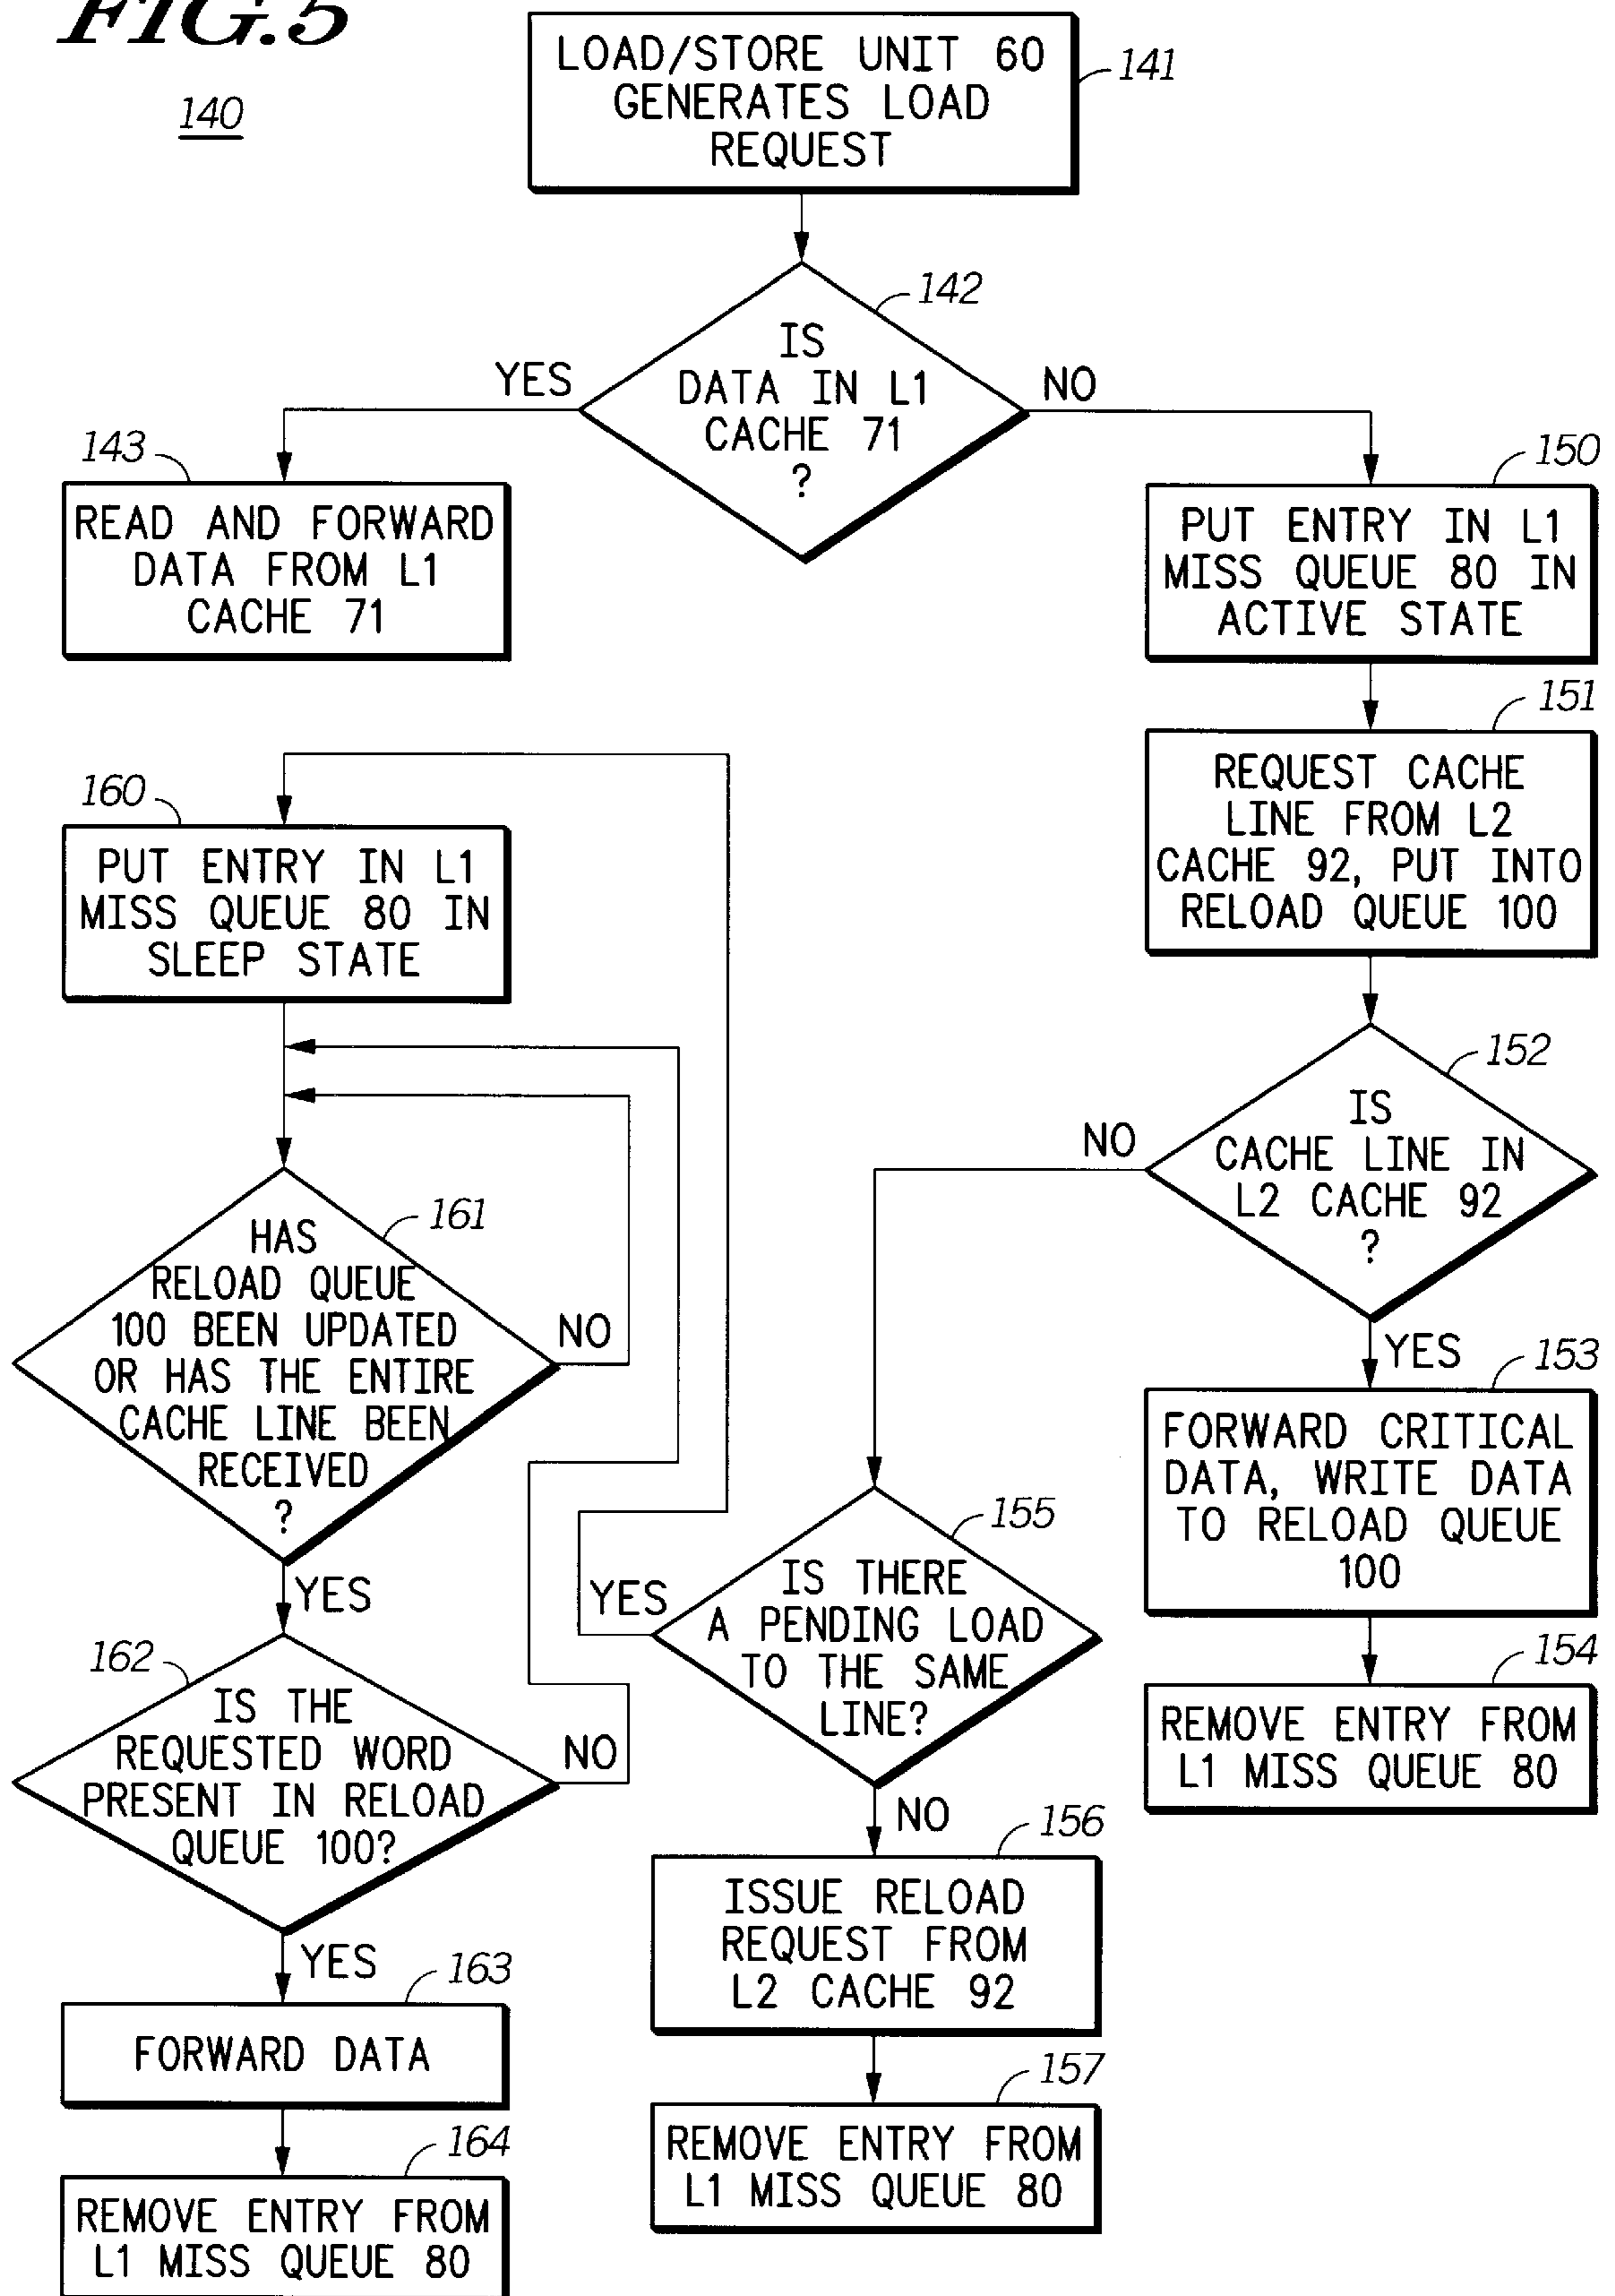 FIG.5
140
LOAD/STORE UNIT 60
GENERATES LOAD
REQUEST
141
IS
DATA IN L1
CACHE 71
?
142
YES
NO
143
READ AND FORWARD
DATA FROM L1
CACHE 71
150
PUT ENTRY IN L1
MISS QUEUE 80 IN
ACTIVE STATE
151
REQUEST CACHE
LINE FROM L2
CACHE 92, PUT INTO
RELOAD QUEUE 100
160
PUT ENTRY IN L1
MISS QUEUE 80 IN
SLEEP STATE
152
IS
CACHE LINE IN
L2 CACHE 92
?
NO
YES
161
HAS
RELOAD QUEUE
100 BEEN UPDATED
OR HAS THE ENTIRE
CACHE LINE BEEN
RECEIVED
?
NO
YES
153
FORWARD CRITICAL
DATA, WRITE DATA
TO RELOAD QUEUE
100
154
REMOVE ENTRY FROM
L1 MISS QUEUE 80
155
IS THERE
A PENDING LOAD
TO THE SAME
LINE?
YES
NO
162
IS THE
REQUESTED WORD
PRESENT IN RELOAD
QUEUE 100?
NO
YES
156
ISSUE RELOAD
REQUEST FROM
L2 CACHE 92
157
REMOVE ENTRY FROM
L1 MISS QUEUE 80
163
FORWARD DATA
164
REMOVE ENTRY FROM
L1 MISS QUEUE 80